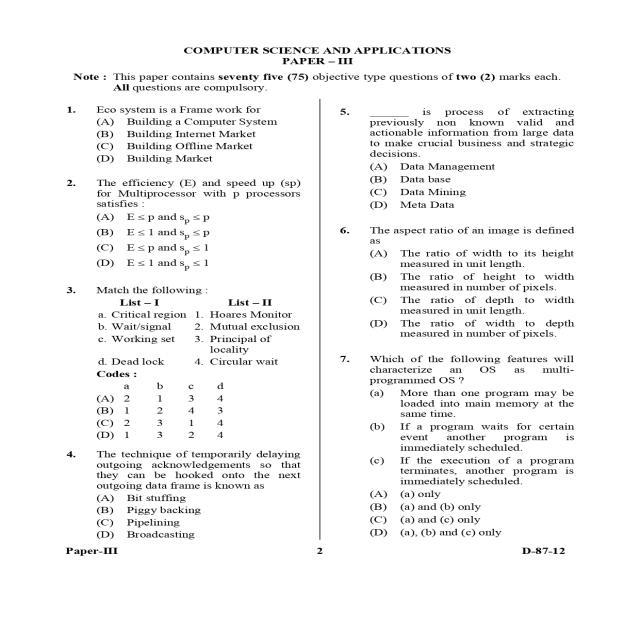 COMPUTER SCIENCE AND APPLICATIONS
PAPER – III
Note : This paper contains seventy five (75) objective type questions of two (2) marks each.
All questions are compulsory.
1. Eco system is a Frame work for
(A) Building a Computer System
(B) Building Internet Market
(C) Building Offline Market
(D) Building Market
2. The efficiency (E) and speed up (sp)
for Multiprocessor with p processors
satisfies :
(A) E ≤ p and sp ≤ p
(B) E ≤ 1 and sp ≤ p
(C) E ≤ p and sp ≤ 1
(D) E ≤ 1 and sp ≤ 1
3. Match the following :
List – I List – II
a. Critical region 1. Hoares Monitor
b. Wait/signal 2. Mutual exclusion
c. Working set 3. Principal of
locality
d. Dead lock 4. Circular wait
Codes :
a b c d
(A) 2 1 3 4
(B) 1 2 4 3
(C) 2 3 1 4
(D) 1 3 2 4
4. The technique of temporarily delaying
outgoing acknowledgements so that
they can be hooked onto the next
outgoing data frame is known as
(A) Bit stuffing
(B) Piggy backing
(C) Pipelining
(D) Broadcasting
5. ______ is process of extracting
previously non known valid and
actionable information from large data
to make crucial business and strategic
decisions.
(A) Data Management
(B) Data base
(C) Data Mining
(D) Meta Data
6. The aspect ratio of an image is defined
as
(A) The ratio of width to its height
measured in unit length.
(B) The ratio of height to width
measured in number of pixels.
(C) The ratio of depth to width
measured in unit length.
(D) The ratio of width to depth
measured in number of pixels.
7. Which of the following features will
characterize an OS as multi-
programmed OS ?
(a) More than one program may be
loaded into main memory at the
same time.
(b) If a program waits for certain
event another program is
immediately scheduled.
(c) If the execution of a program
terminates, another program is
immediately scheduled.
(A) (a) only
(B) (a) and (b) only
(C) (a) and (c) only
(D) (a), (b) and (c) only
Paper-III 2 D-87-12